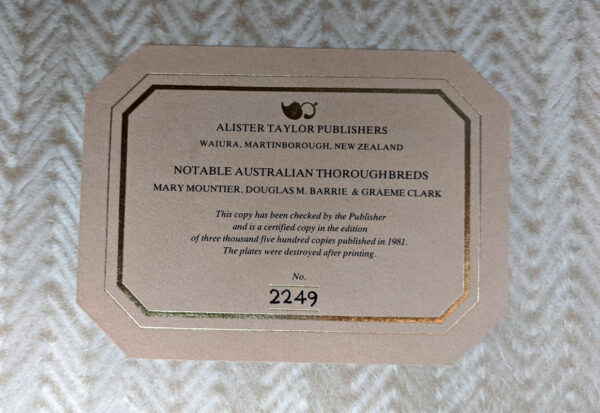 ALISTER TAYLOR PUBLISHERS
WAIURA, MARTINBOROUGH, NEW ZEALAND
NOTABLE AUSTRALIAN THOROUGHBREDS
MARY MOUNTIER, DOUGLAS M. BARRIE & GRAEME CLARK
This copy has been checked by the Publisher
and is a certified copy in the edition
of three thousand five hundred copies published in 1981.
The plates were destroyed after printing.
No.
2249